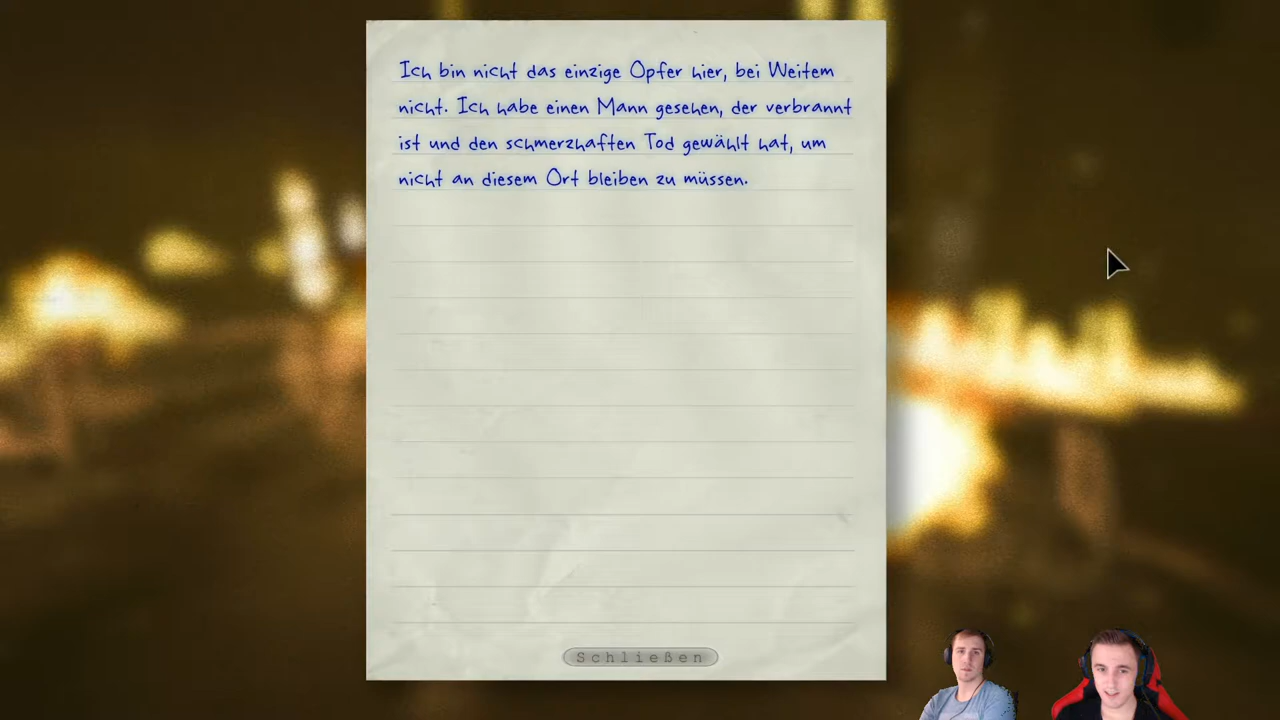 Ich bin nicht das einzige Opfer hier, bei Weitem
nicht. Ich habe einen Mann gesehen, der verbrannt
ist und den schmerzhaften Tod gewählt hat, um
nicht an diesem Ort bleiben zu müssen.
Schließen